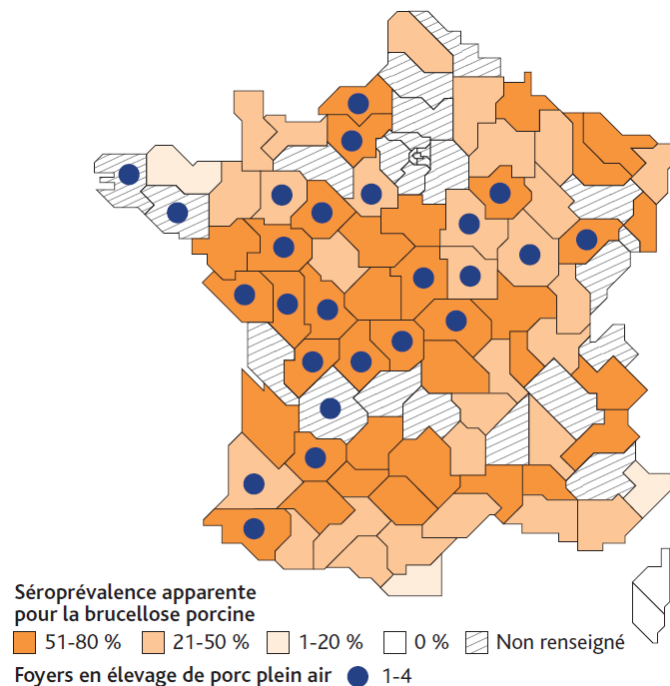 Séroprévalence apparente
pour la brucellose porcine
51-80 % 21-50 % 1-20 % 0 % Non renseigné
Foyers en élevage de porc plein air 1-4